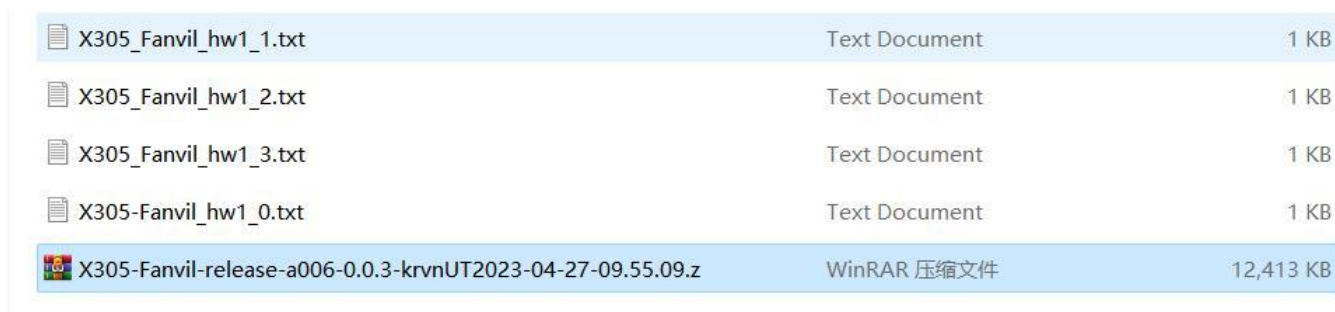 X305_Fanvil_hw1_1.txt Text Document 1 KB
X305_Fanvil_hw1_2.txt Text Document 1 KB
X305_Fanvil_hw1_3.txt Text Document 1 KB
X305-Fanvil_hw1_0.txt Text Document 1 KB
X305-Fanvil-release-a006-0.0.3-krvnUT2023-04-27-09.55.09.z WinRAR 压缩文件 12,413 KB